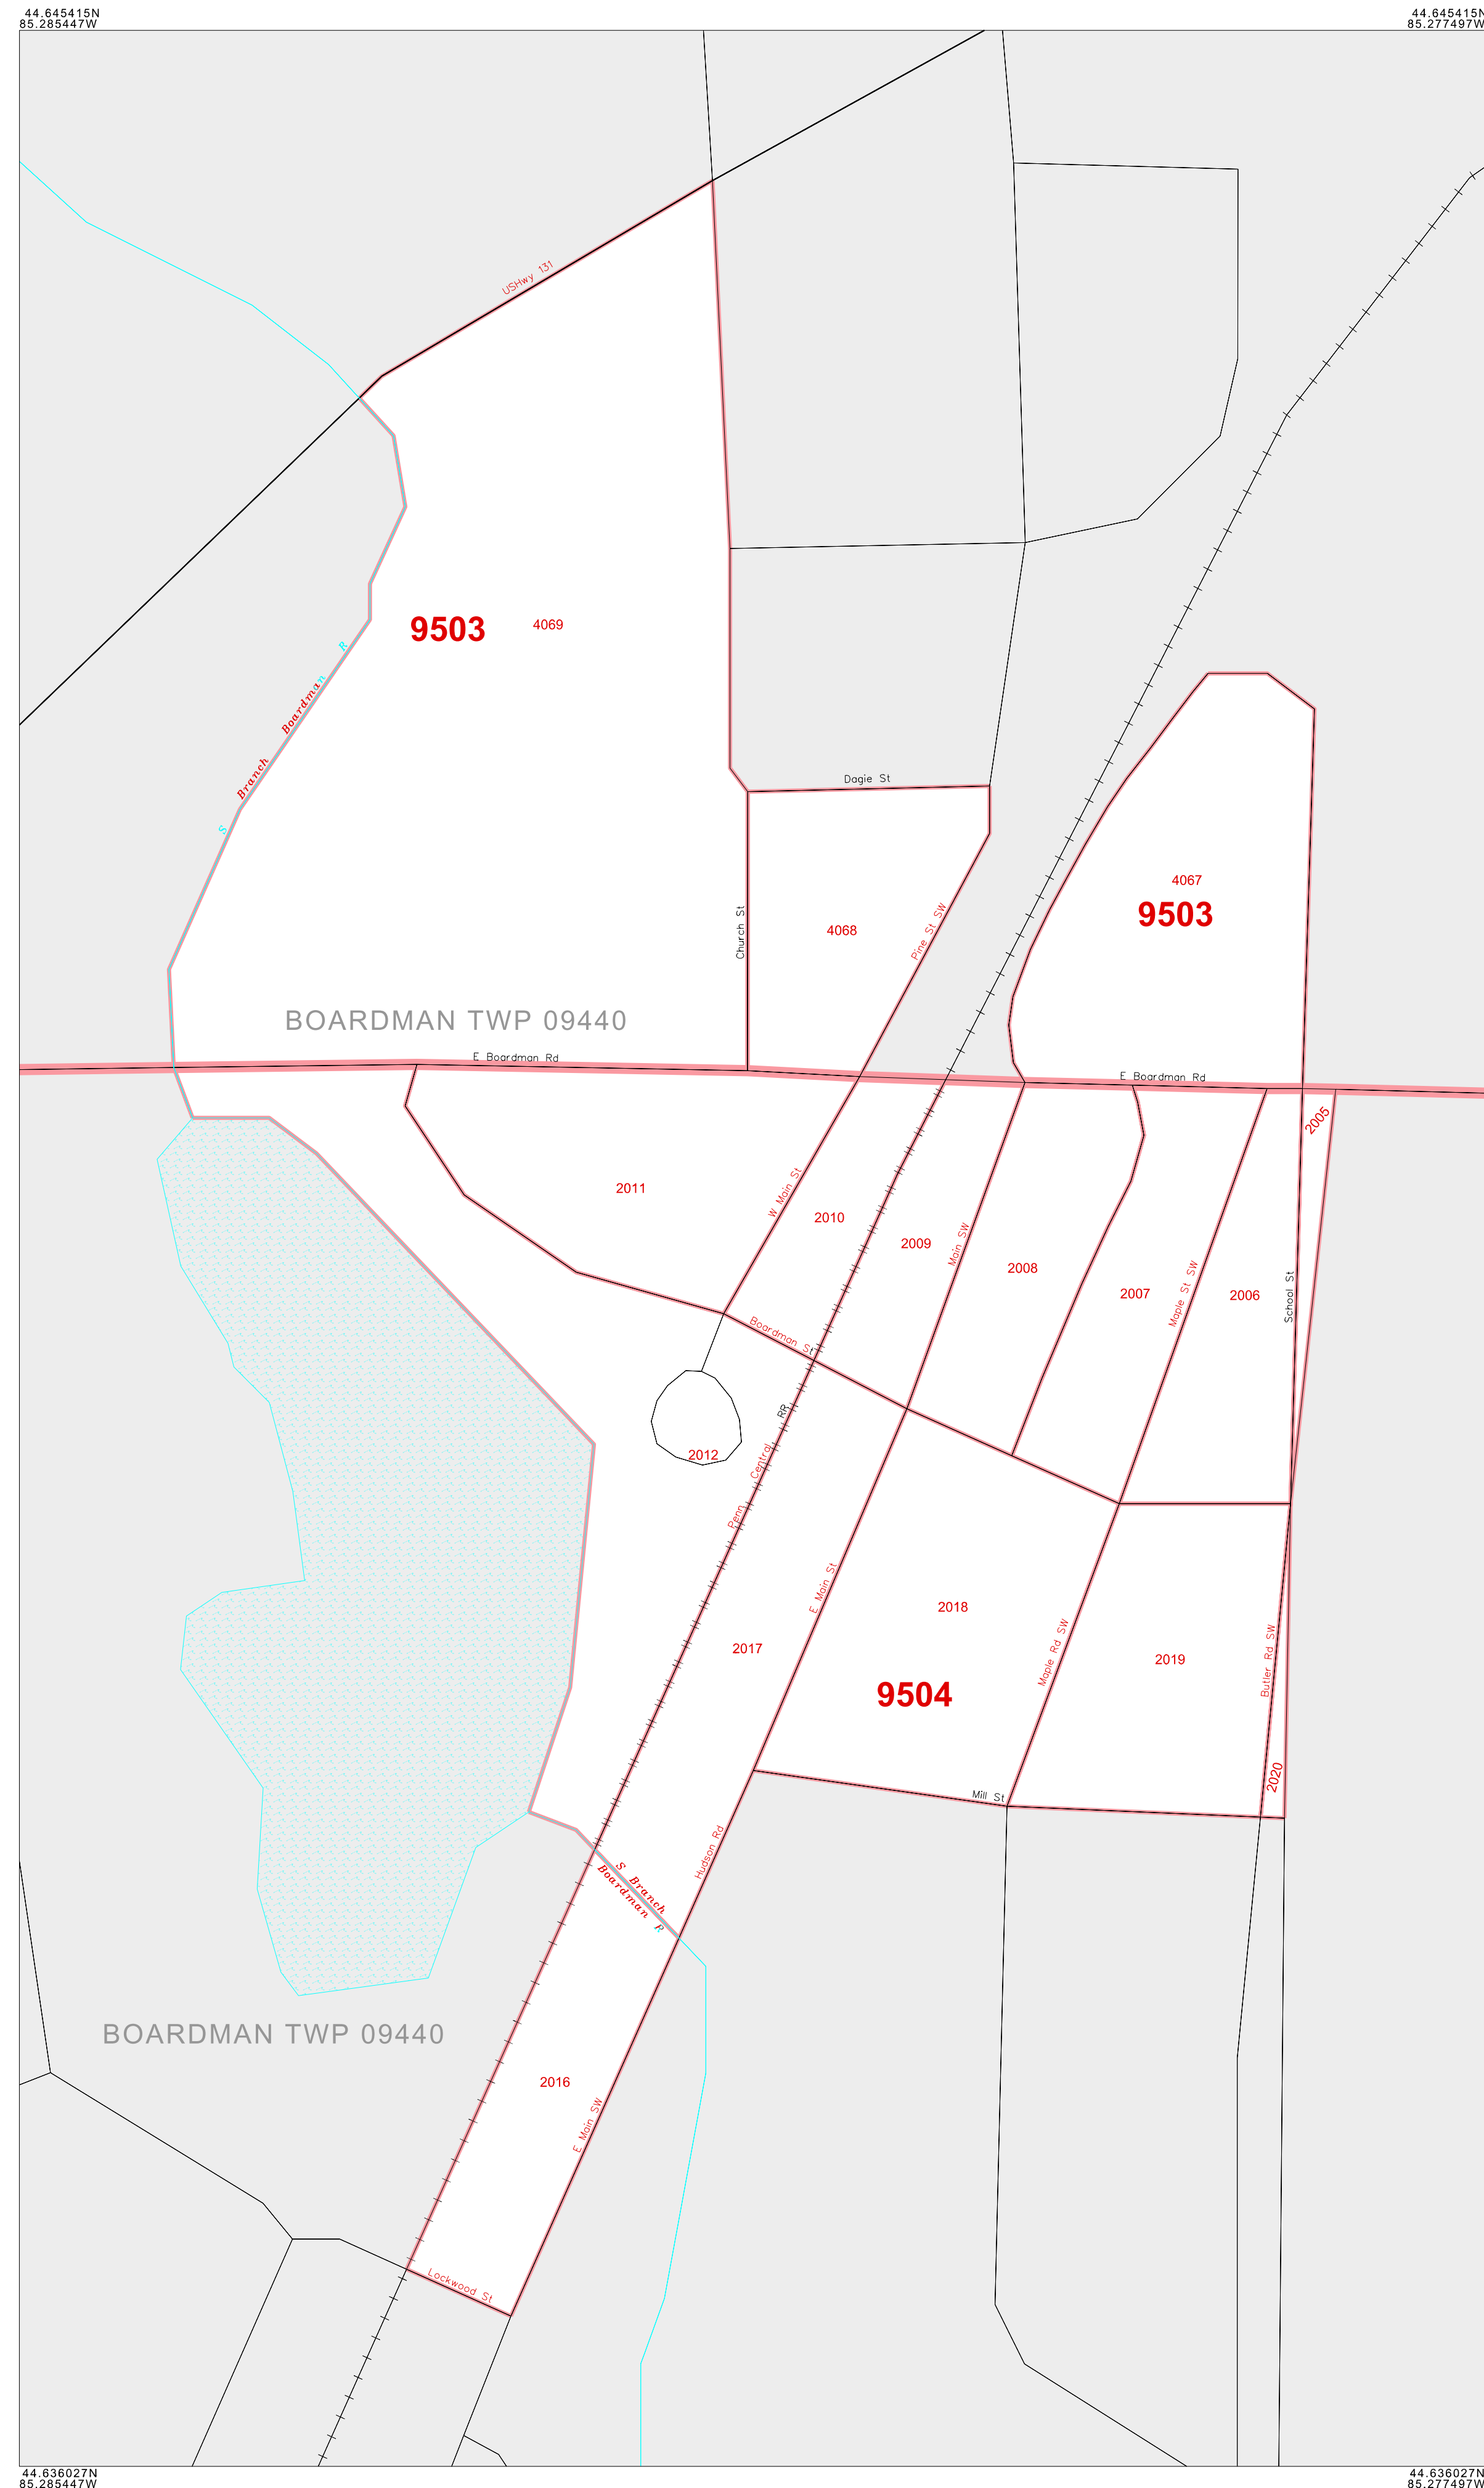 44.645415N
85.285447W
44.645415N
85.277497W
USHwy 131
9503
4069
S Branch Boardman R
Dagie St
Church St
4068
Pine St SW
4067
9503
BOARDMAN TWP 09440
E Boardman Rd
E Boardman Rd
2005
2011
W Main St
2010
2009
Main SW
2008
2007
Maple St SW
2006
School St
Boardman St
2012
Penn Central RR
E Main St
2017
2018
Maple Rd SW
2019
Butler Rd SW
9504
2020
Mill St
Hudson Rd
S Branch
Boardman R
BOARDMAN TWP 09440
2016
E Main SW
Lockwood St
44.636027N
85.285447W
44.636027N
85.277497W